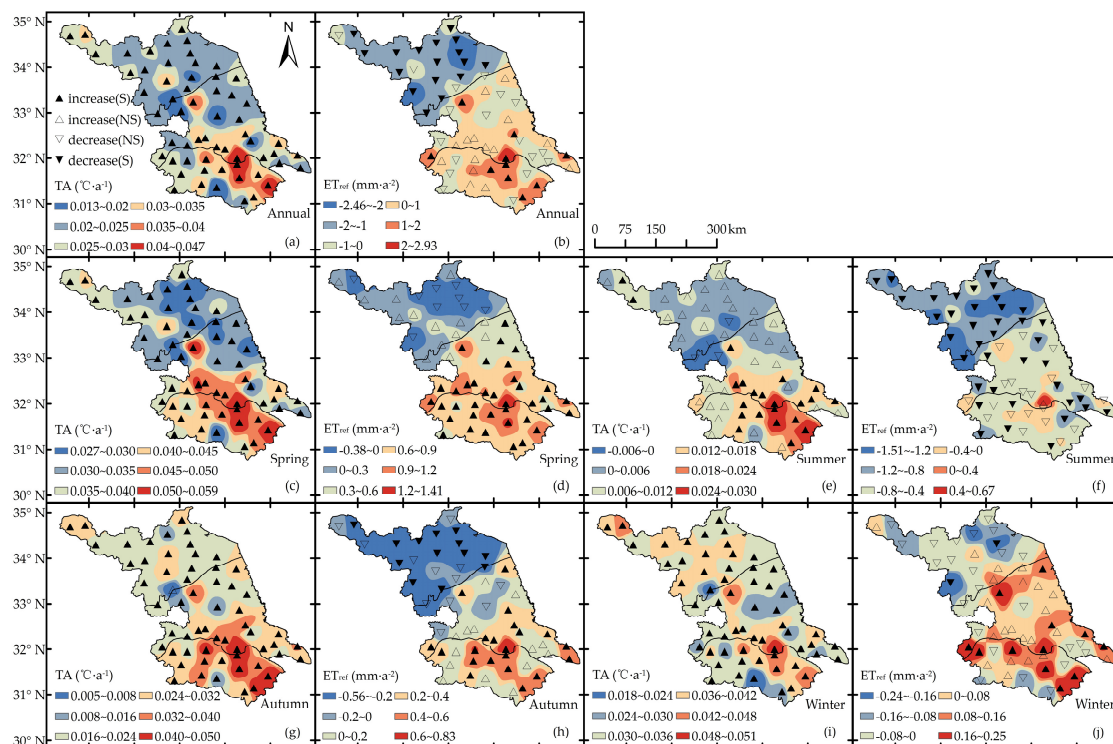 35° N
34° N
33° N
32° N
31° N
30° N
N
increase(S)
increase(NS)
decrease(NS)
decrease(S)
TA (℃·a⁻¹)
0.013~0.02 0.03~0.035
0.02~0.025 0.035~0.04
0.025~0.03 0.04~0.047
Annual
(a)
ETref (mm·a⁻²)
-2.46~-2 0~1
-2~-1 1~2
-1~0 2~2.93
Annual
(b)
0 75 150 300 km
35° N
34° N
33° N
32° N
31° N
30° N
TA (℃·a⁻¹)
0.027~0.030 0.040~0.045
0.030~0.035 0.045~0.050
0.035~0.040 0.050~0.059
Spring
(c)
ETref (mm·a⁻²)
-0.38~0 0.6~0.9
0~0.3 0.9~1.2
0.3~0.6 1.2~1.41
Spring
(d)
TA (℃·a⁻¹)
-0.006~0 0.012~0.018
0~0.006 0.018~0.024
0.006~0.012 0.024~0.030
Summer
(e)
ETref (mm·a⁻²)
-1.51~-1.2 -0.4~0
-1.2~-0.8 0~0.4
-0.8~-0.4 0.4~0.67
Summer
(f)
35° N
34° N
33° N
32° N
31° N
30° N
TA (℃·a⁻¹)
0.005~0.008 0.024~0.032
0.008~0.016 0.032~0.040
0.016~0.024 0.040~0.050
Autumn
(g)
ETref (mm·a⁻²)
-0.56~-0.2 0.2~0.4
-0.2~0 0.4~0.6
0~0.2 0.6~0.83
Autumn
(h)
TA (℃·a⁻¹)
0.018~0.024 0.036~0.042
0.024~0.030 0.042~0.048
0.030~0.036 0.048~0.051
Winter
(i)
ETref (mm·a⁻²)
-0.24~-0.16 0~0.08
-0.16~-0.08 0.08~0.16
-0.08~0 0.16~0.25
Winter
(j)